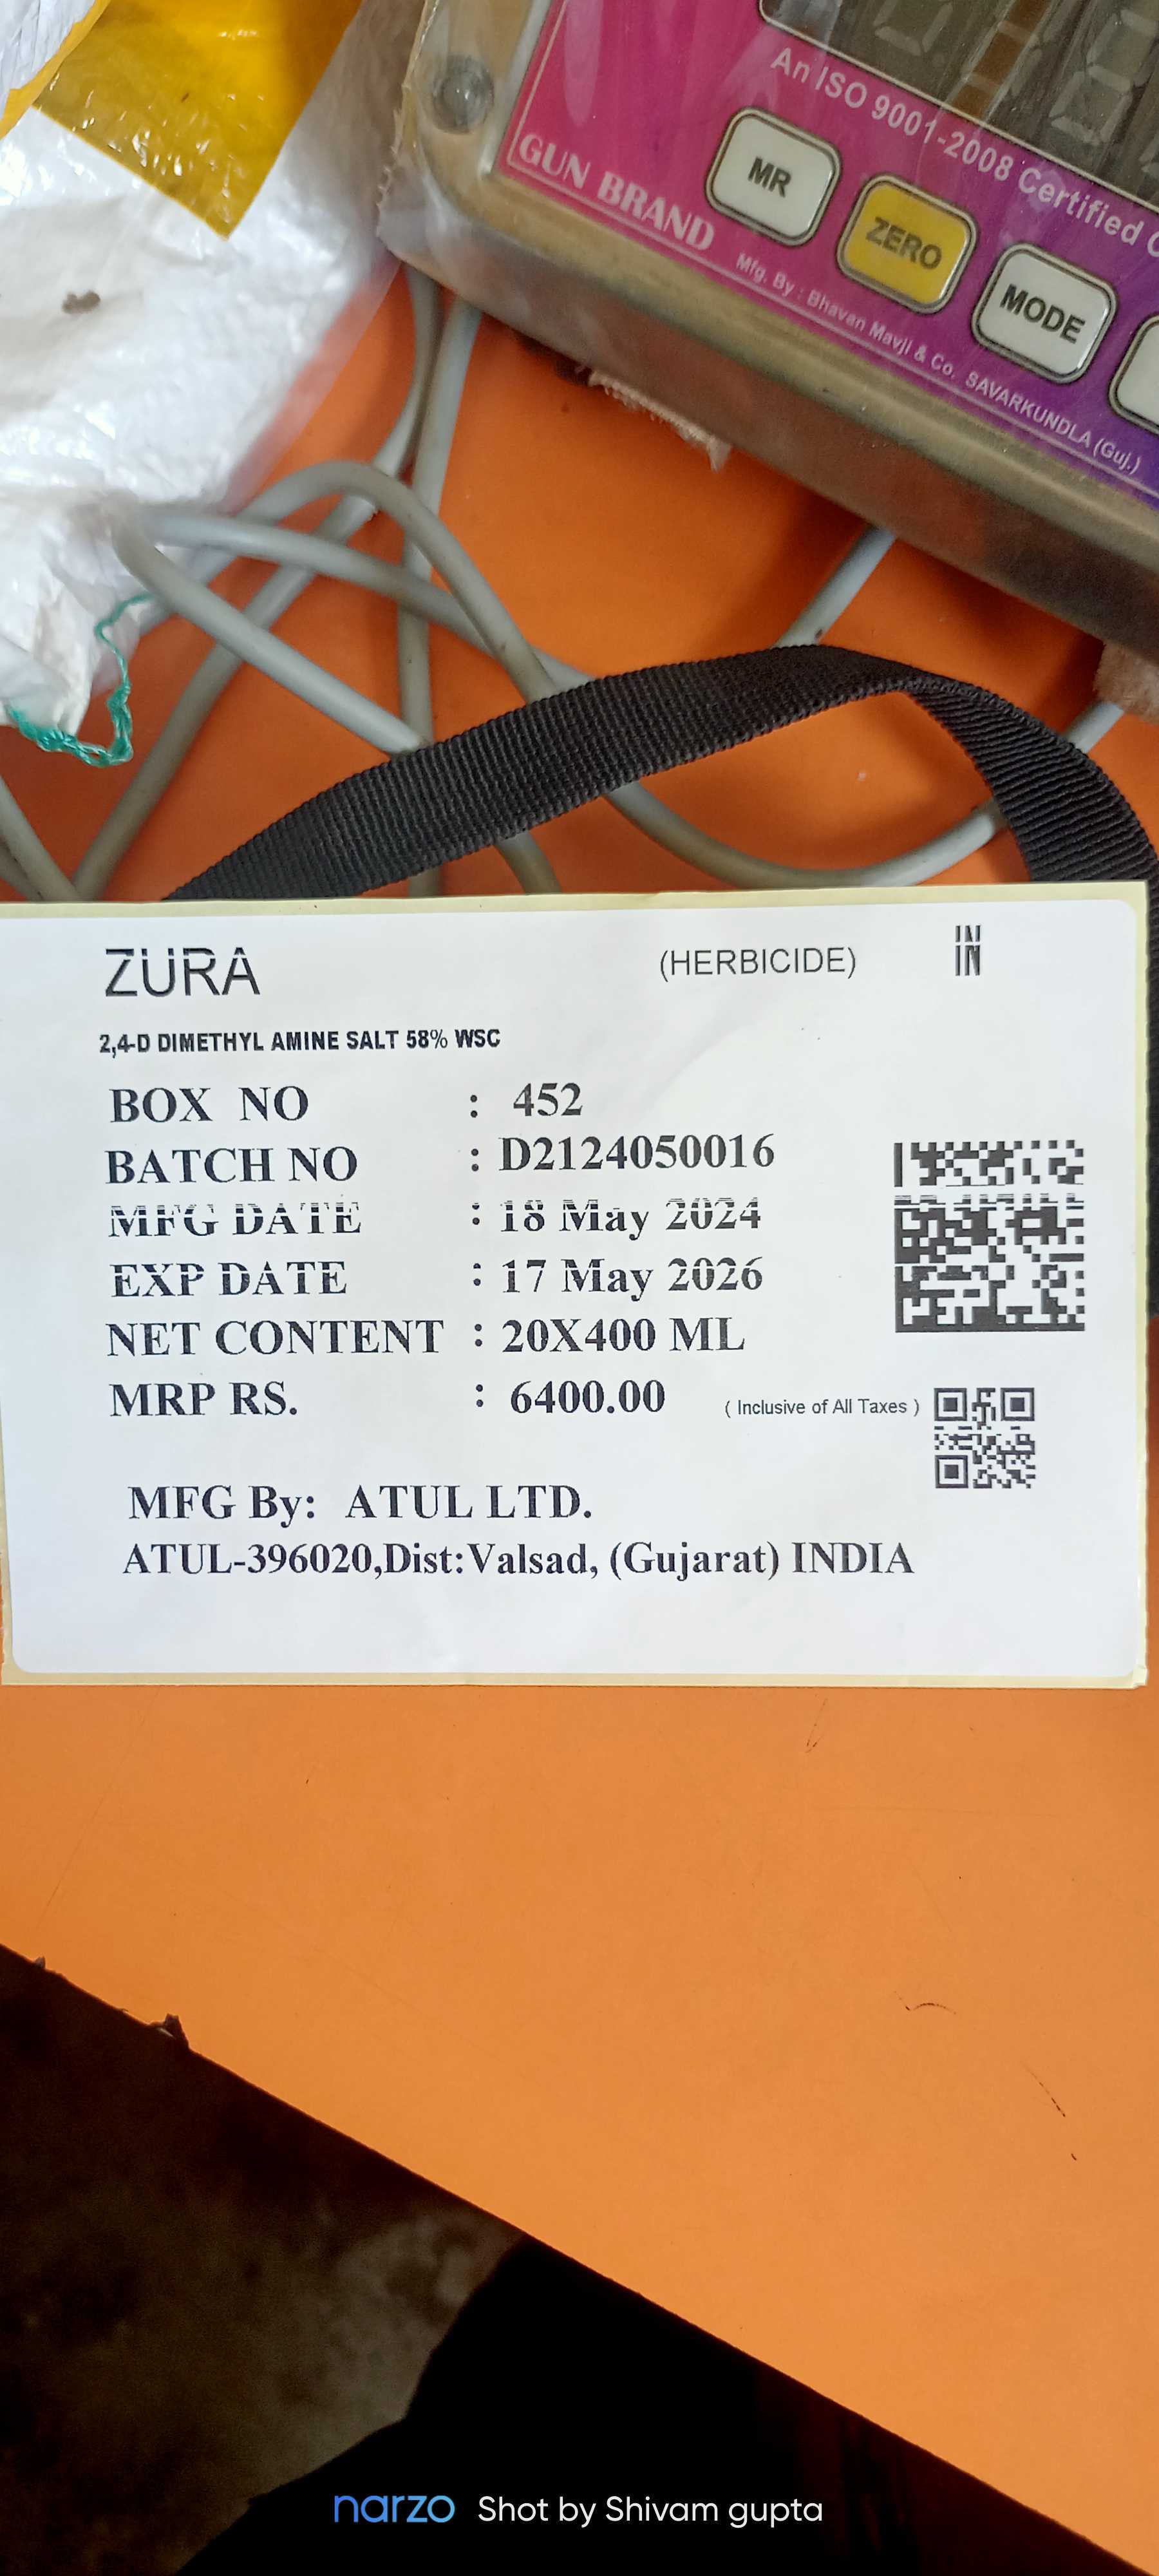 An ISO 9001-2008 Certified
GUN BRAND
MR
ZERO
MODE
Mfg. By : Bhavan Mavji & Co. SAVARKUNDLA (Guj.)
ZURA (HERBICIDE) IN
2,4-D DIMETHYL AMINE SALT 58% WSC
BOX NO : 452
BATCH NO : D2124050016
MFG DATE : 18 May 2024
EXP DATE : 17 May 2026
NET CONTENT : 20X400 ML
MRP RS. : 6400.00 ( Inclusive of All Taxes )
MFG By: ATUL LTD.
ATUL-396020,Dist:Valsad, (Gujarat) INDIA
narzo Shot by Shivam gupta